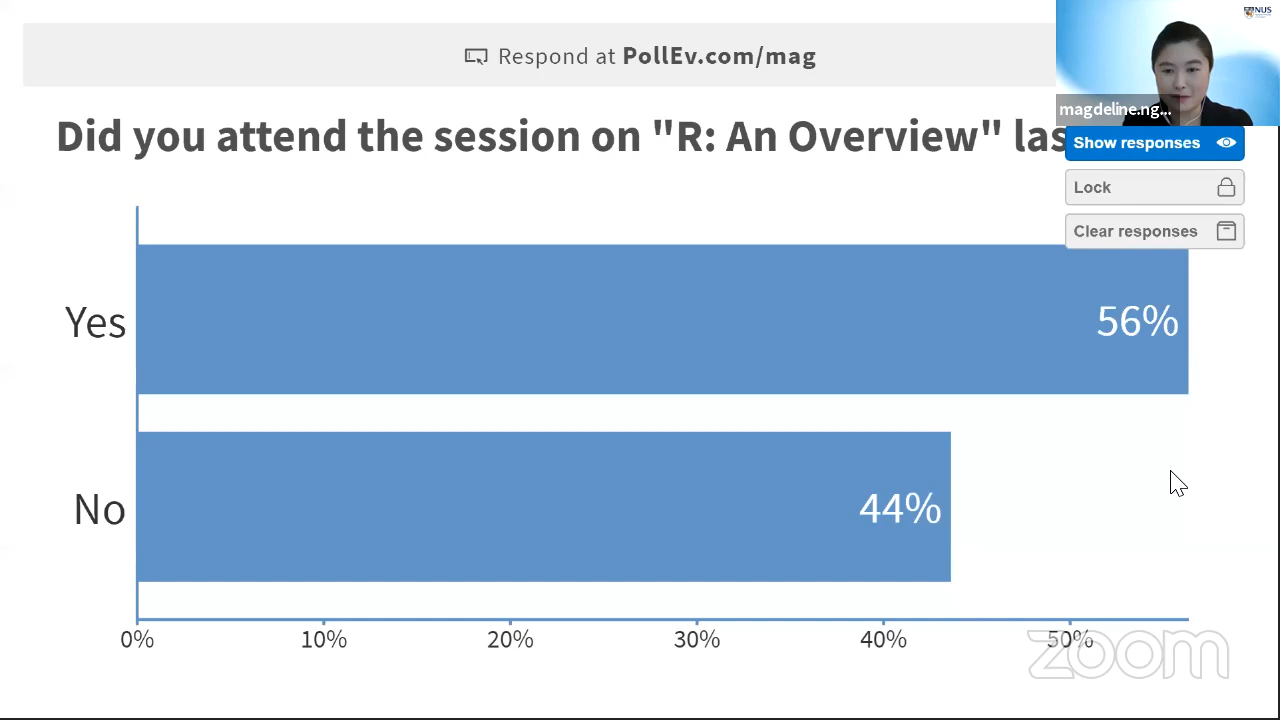 Respond at PollEv.com/mag
NUS
magdeline.ng...
Did you attend the session on "R: An Overview" las
Show responses
Lock
Clear responses
Yes
56%
No
44%
0%
10%
20%
30%
40%
50%
zoom